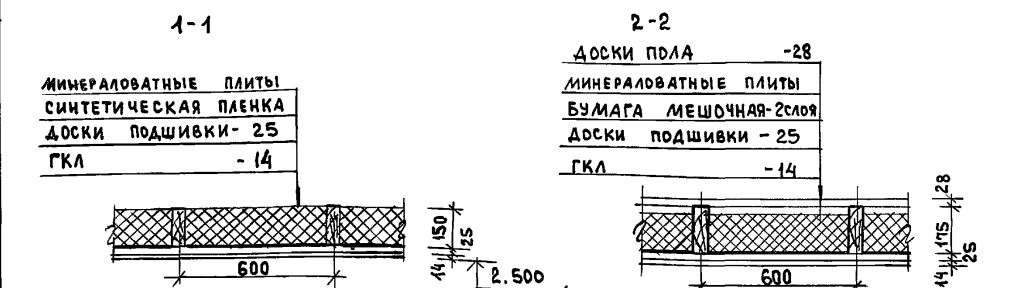 1-1
МИНЕРАЛОВАТНЫЕ ПЛИТЫ
СИНТЕТИЧЕСКАЯ ПЛЕНКА
ДОСКИ ПОДШИВКИ- 25
ГКЛ -14
600
150
25
14
2.500
2-2
ДОСКИ ПОЛА -28
МИНЕРАЛОВАТНЫЕ ПЛИТЫ
БУМАГА МЕШОЧНАЯ-2СЛОЯ
ДОСКИ ПОДШИВКИ -25
ГКЛ -14
600
28
175
25
14